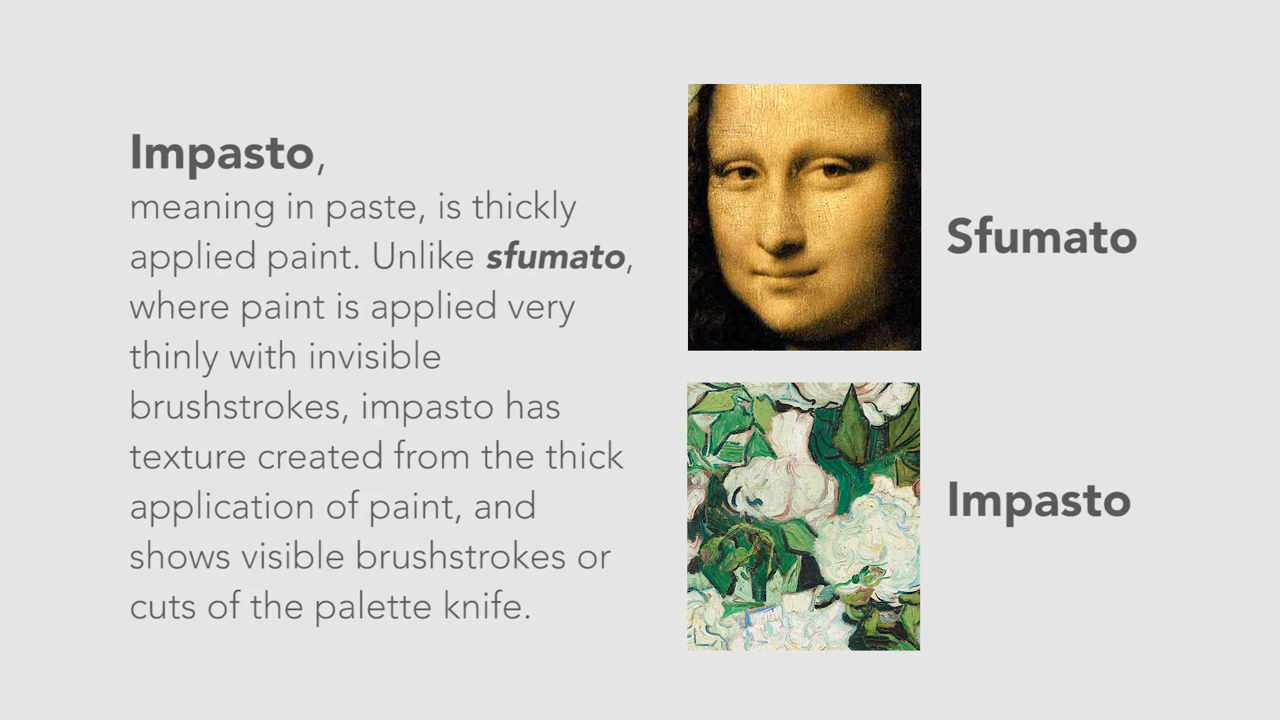 Impasto,
meaning in paste, is thickly
applied paint. Unlike sfumato,
where paint is applied very
thinly with invisible
brushstrokes, impasto has
texture created from the thick
application of paint, and
shows visible brushstrokes or
cuts of the palette knife.
Sfumato
Impasto